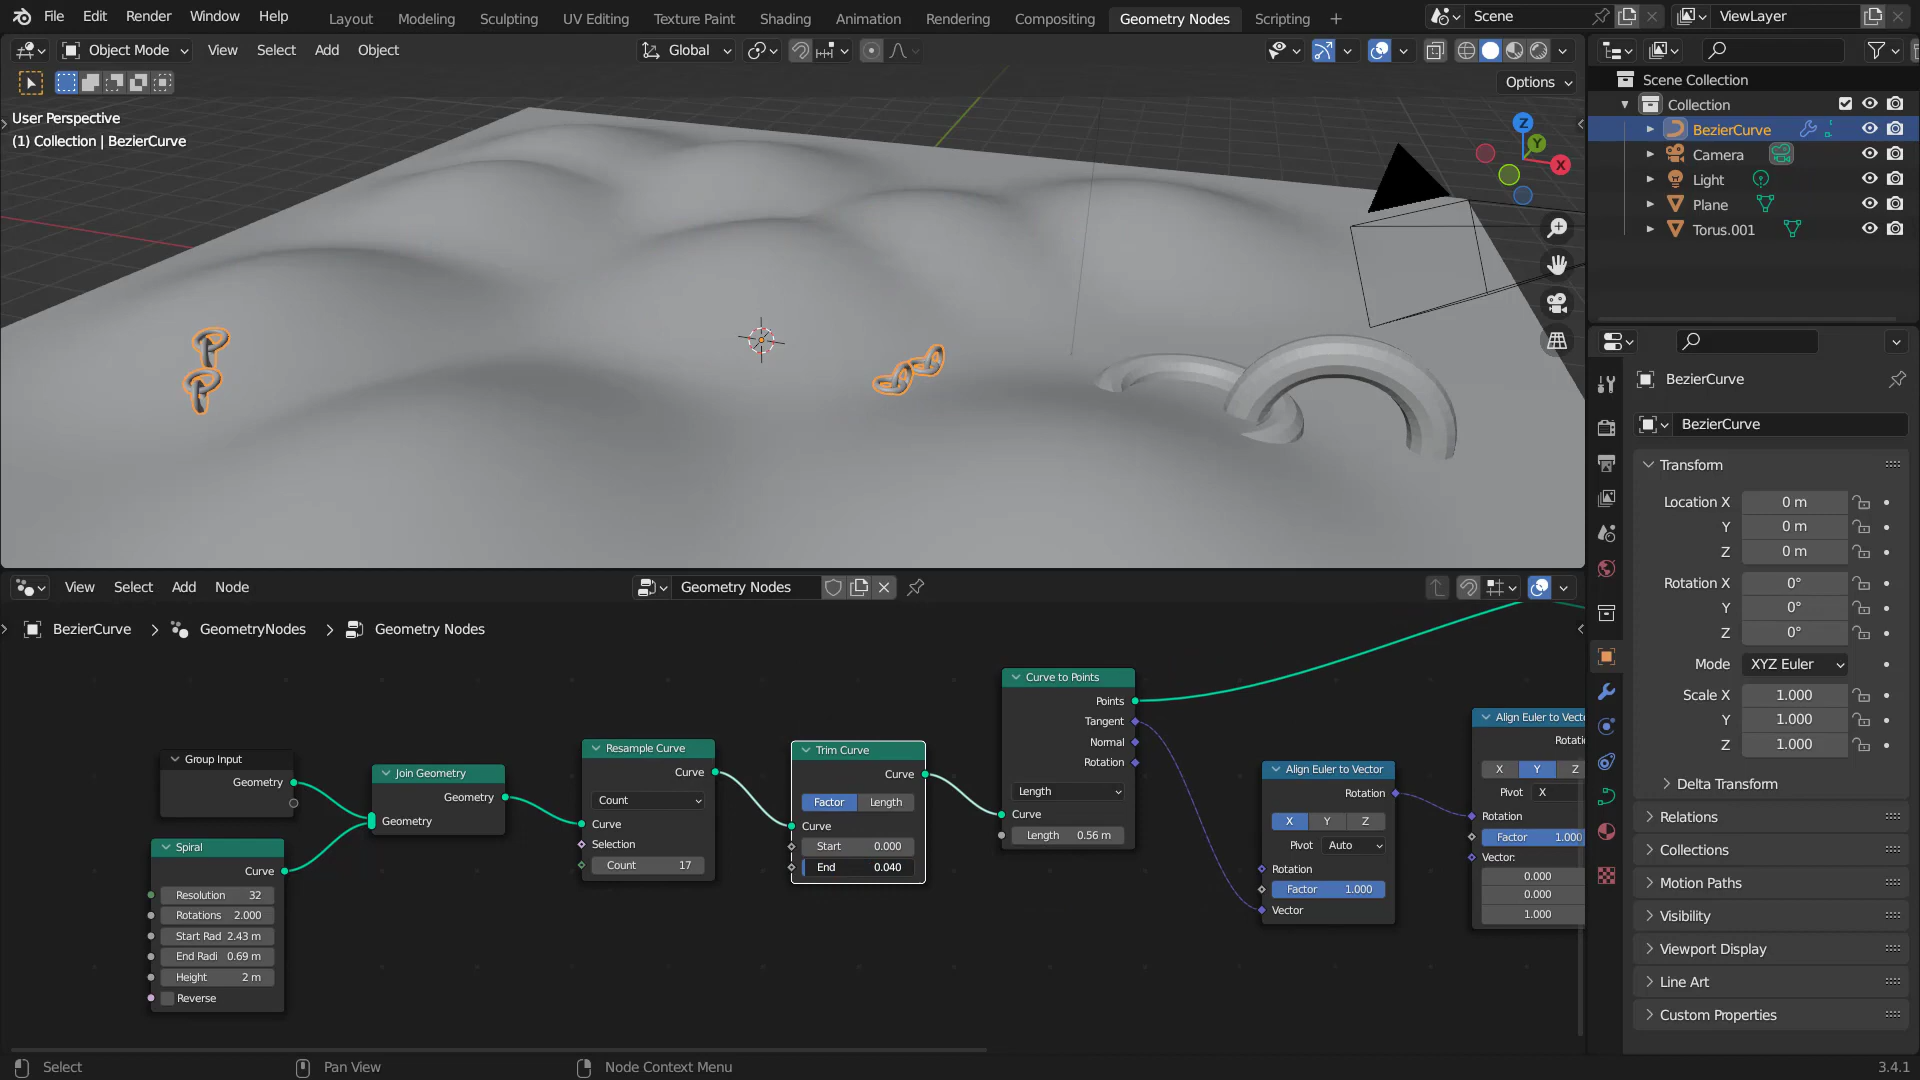 File Edit Render Window Help Layout Modeling Sculpting UV Editing Texture Paint Shading Animation Rendering Compositing Geometry Nodes Scripting + Scene ViewLayer
Object Mode View Select Add Object Global
Options
User Perspective
(1) Collection | BezierCurve
Z
Y
X
Scene Collection
Collection
BezierCurve
Camera
Light
Plane
Torus.001
BezierCurve
BezierCurve
Transform
Location X 0 m
Y 0 m
Z 0 m
Rotation X 0°
Y 0°
Z 0°
Mode XYZ Euler
Scale X 1.000
Y 1.000
Z 1.000
Delta Transform
Relations
Collections
Motion Paths
Visibility
Viewport Display
Line Art
Custom Properties
View Select Add Node Geometry Nodes
BezierCurve > GeometryNodes > Geometry Nodes
Group Input
Geometry
Spiral
Curve
Resolution 32
Rotations 2.000
Start Rad 2.43 m
End Radi 0.69 m
Height 2 m
Reverse
Join Geometry
Geometry
Geometry
Resample Curve
Curve
Count
Curve
Selection
Count 17
Trim Curve
Curve
Factor Length
Curve
Start 0.000
End 0.040
Curve to Points
Points
Tangent
Normal
Rotation
Length
Curve
Length 0.56 m
Align Euler to Vector
Rotation
X Y Z
Pivot Auto
Rotation
Factor 1.000
Vector
Align Euler to Vecto
Rotatio
X Y Z
Pivot X
Rotation
Factor 1.000
Vector:
0.000
0.000
1.000
Select Pan View Node Context Menu 3.4.1